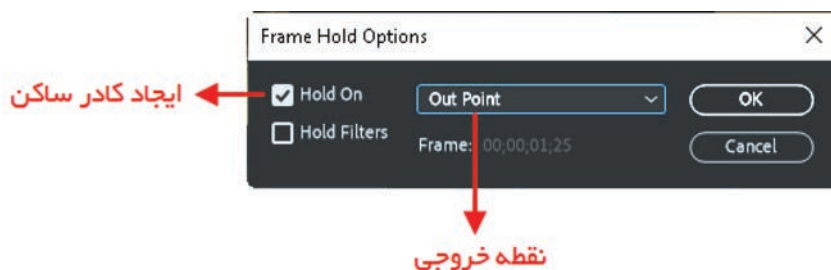 Frame Hold Options
ایجاد کادر ساکن
Hold On
Out Point
OK
Hold Filters
Frame: 00;00;01;25
Cancel
نقطه خروجی